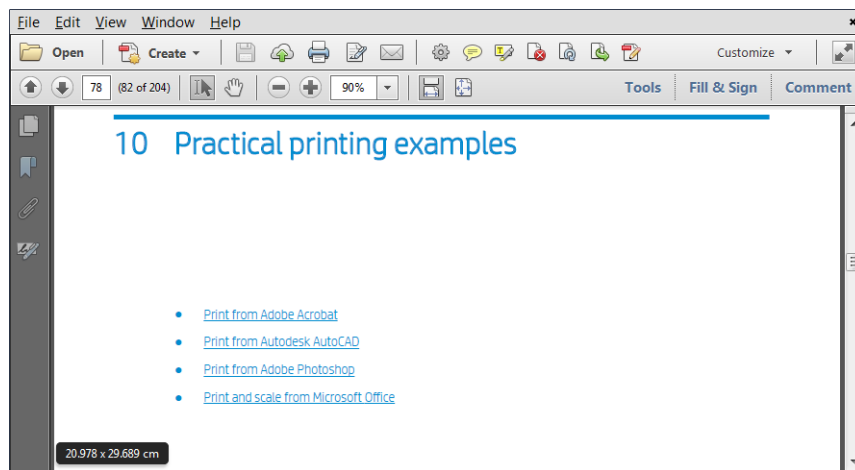 File Edit View Window Help
Open Create Customize
78 (82 of 204) 90% Tools Fill & Sign Comment
10 Practical printing examples
• Print from Adobe Acrobat
• Print from Autodesk AutoCAD
• Print from Adobe Photoshop
• Print and scale from Microsoft Office
20.978 x 29.689 cm